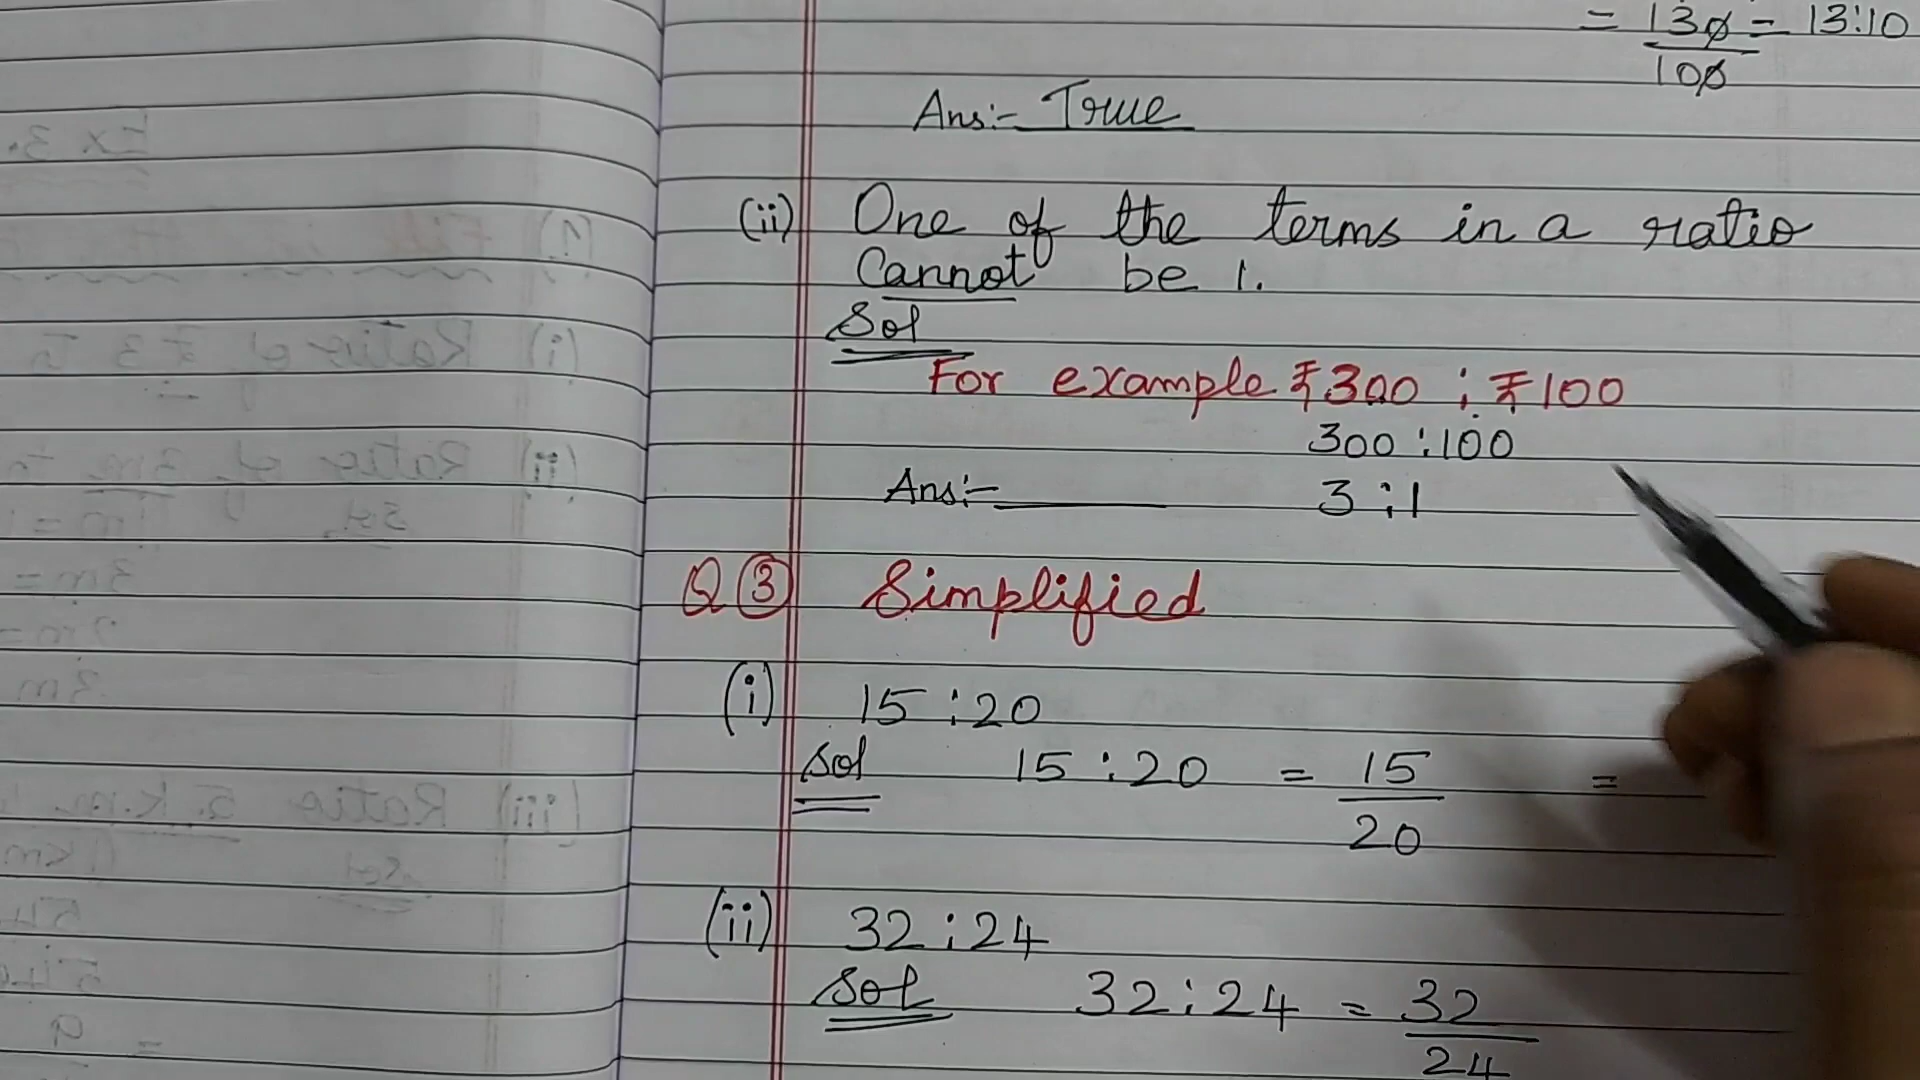 = 130/100 = 13:10
Ans:- True
(ii) One of the terms in a ratio
Cannot be 1.
Sol
For example ₹300 : ₹100
300 : 100
Ans:- 3 : 1
Q 3 Simplified
(i) 15 : 20
Sol 15 : 20 = 15/20 =
(ii) 32 : 24
Sol 32 : 24 = 32/24